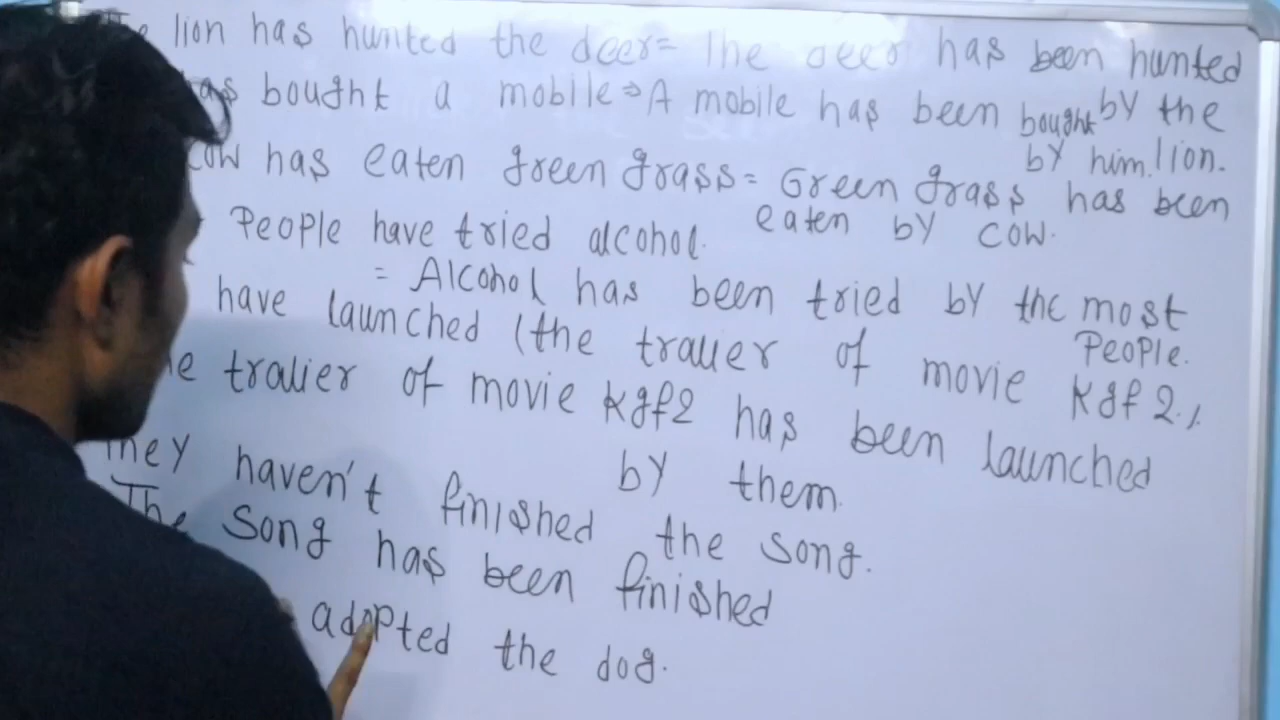 lion has hunted the deer= The deer has been hunted
has bought a mobile⇒A mobile has been bought by the
by him. lion.
cow has eaten green grass= Green grass has been
eaten by cow.
People have tried alcohol.
= Alcohol has been tried by the most
People.
have launched (the trailer of movie Kgf 2.)
trailer of movie Kgf2 has been launched
by them.
They haven't finished the song.
The song has been finished
adopted the dog.